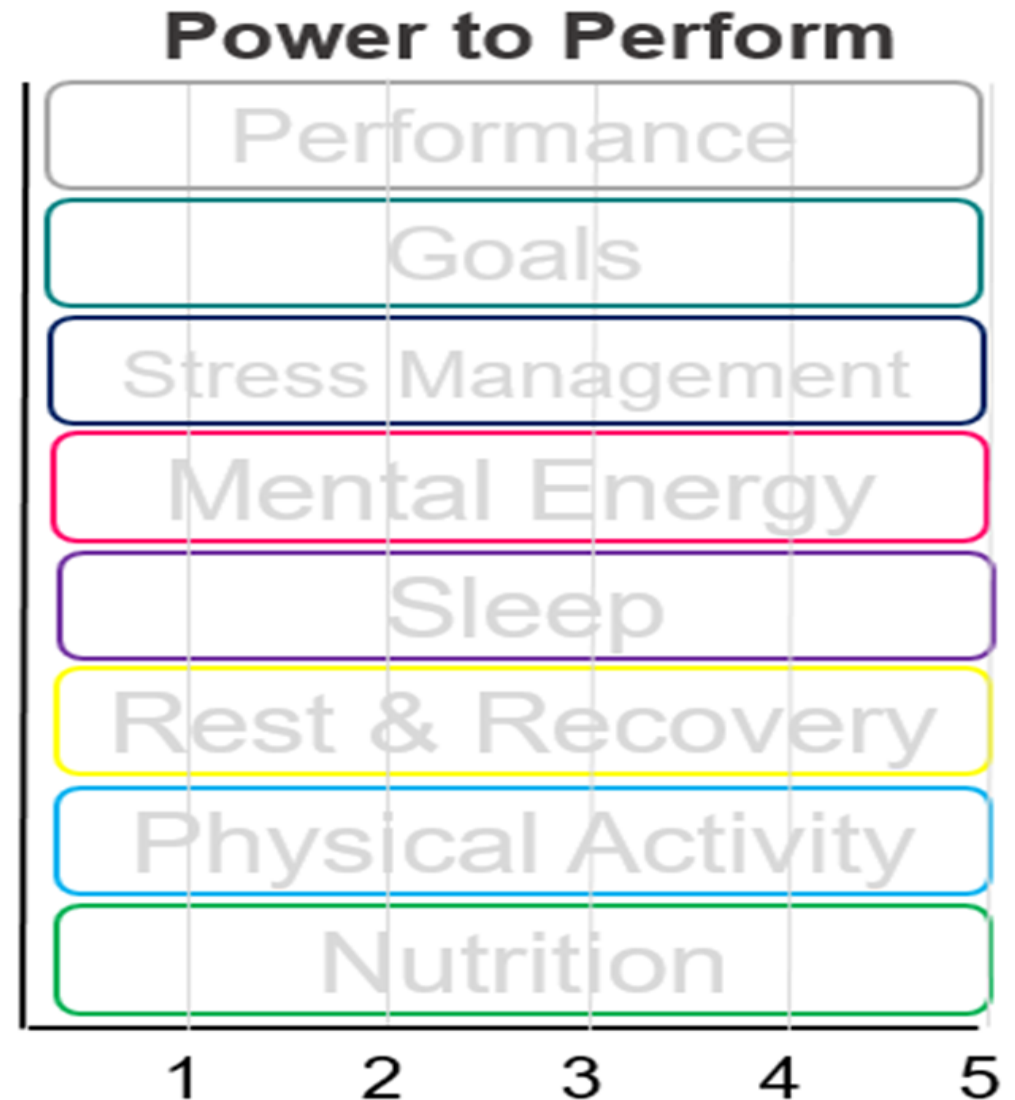 Power to Perform
Performance
Goals
Stress Management
Mental Energy
Sleep
Rest & Recovery
Physical Activity
Nutrition
1 2 3 4 5